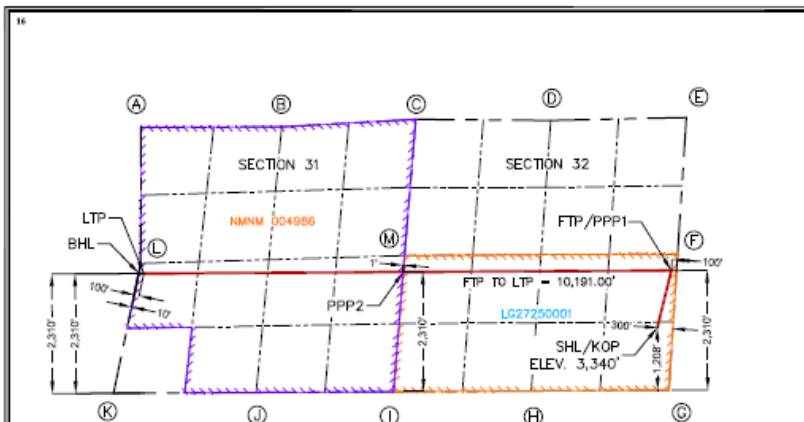 16
A
B
C
D
E
SECTION 31
SECTION 32
NMNM 004986
LTP
BHL
L
M
FTP/PPP1
F
1'
100'
FTP TO LTP = 10,191.00'
100'
10'
PPP2
LG27250001
300'
SHL/KOP
ELEV. 3,340'
2,310'
2,310'
2,310'
1,208'
2,310'
K
J
I
H
G